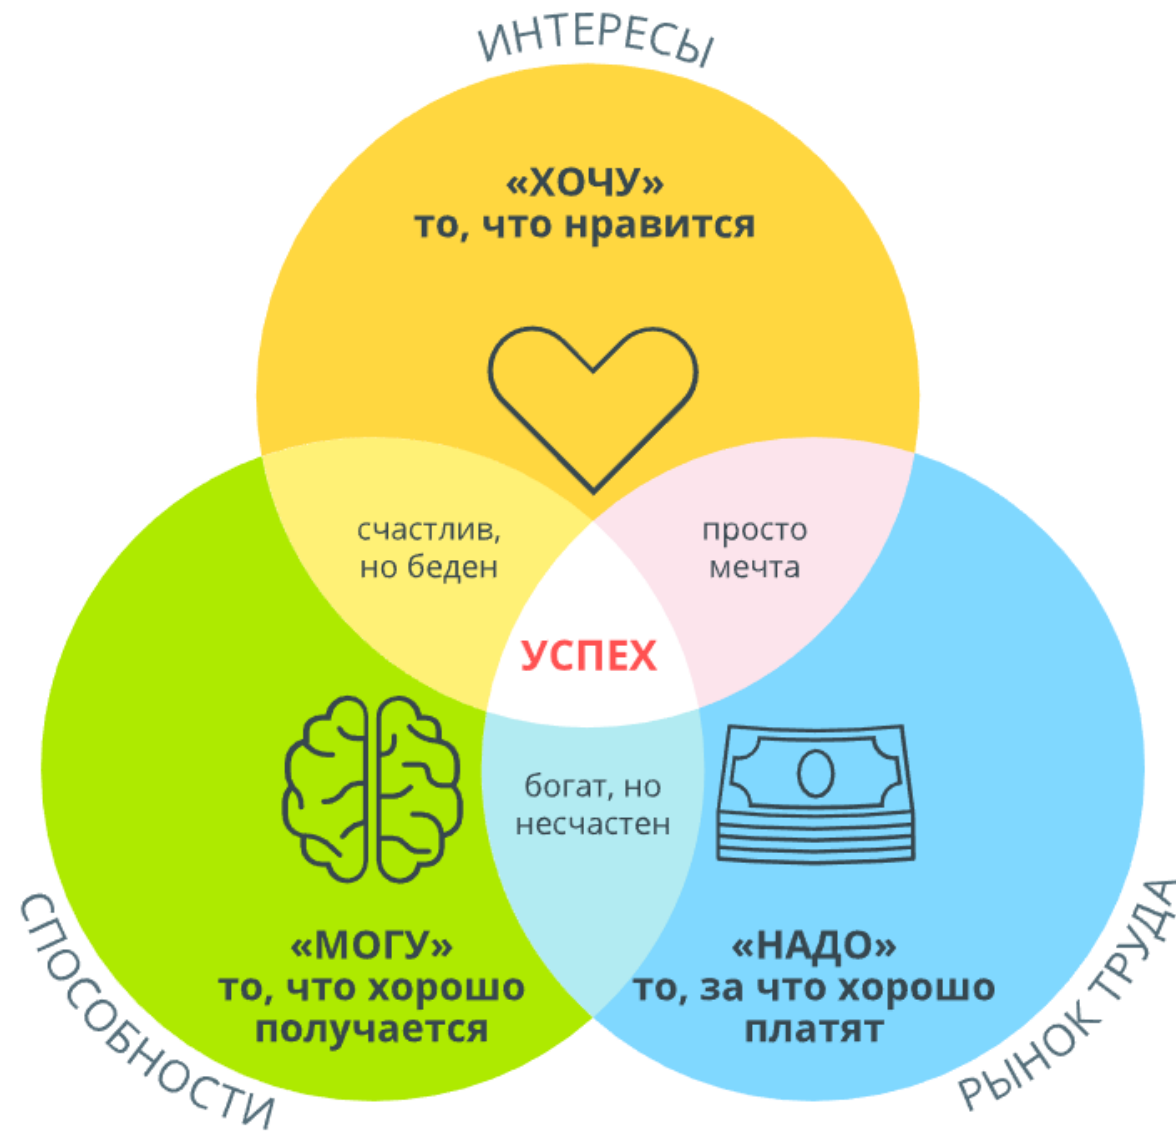 ИНТЕРЕСЫ
«ХОЧУ»
то, что нравится
счастлив,
но беден
просто
мечта
УСПЕХ
богат, но
несчастен
«МОГУ»
то, что хорошо
получается
«НАДО»
то, за что хорошо
платят
СПОСОБНОСТИ
РЫНОК ТРУДА